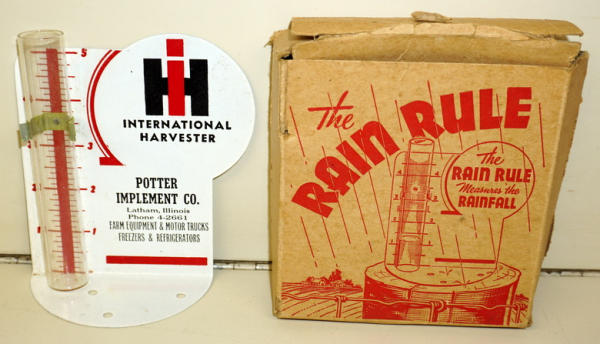 5
4
3
2
1
IH
INTERNATIONAL
HARVESTER
POTTER
IMPLEMENT CO.
Latham, Illinois
Phone 4-2661
FARM EQUIPMENT & MOTOR TRUCKS
FREEZERS & REFRIGERATORS
The
RAIN RULE
The
RAIN RULE
Measures the
RAINFALL